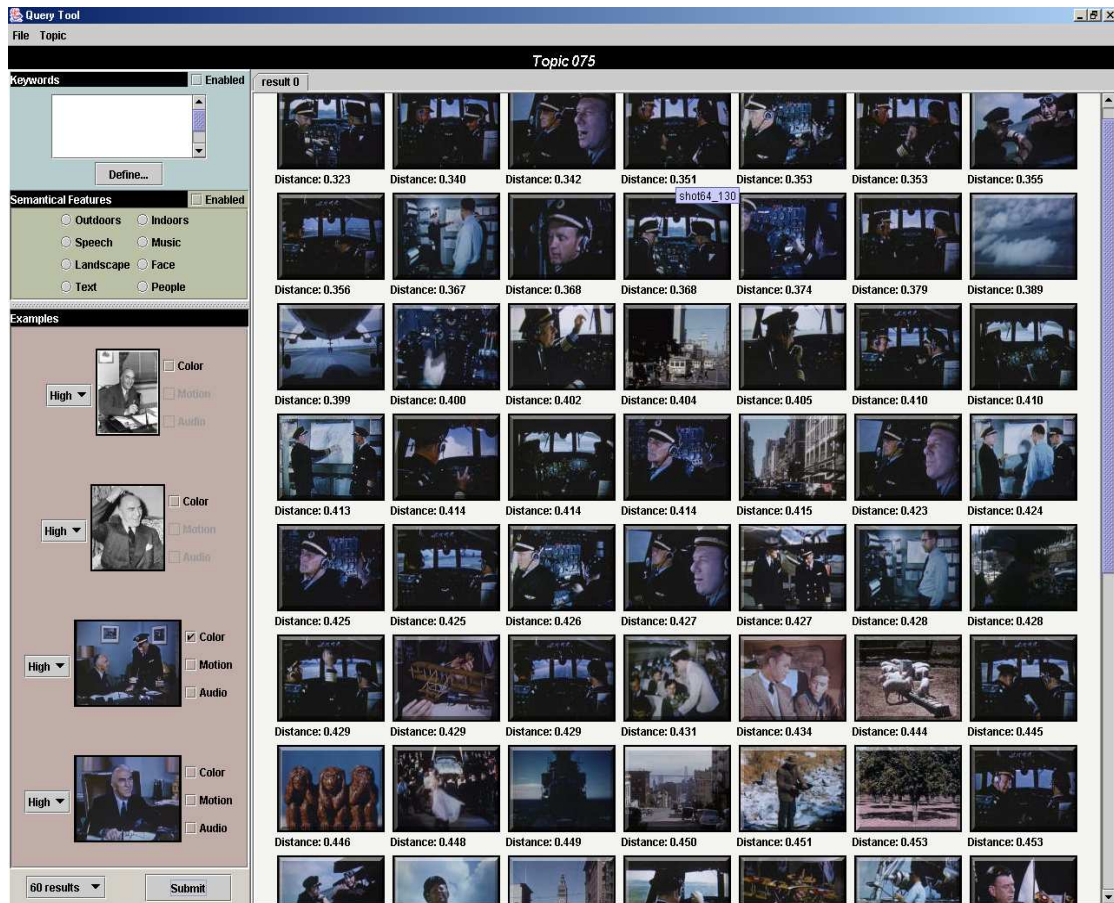 Query Tool
File Topic
Topic 075
Keywords
Enabled
Define...
Semantical Features
Enabled
Outdoors Indoors
Speech Music
Landscape Face
Text People
Examples
High
Color
Motion
Audio
High
Color
Motion
Audio
High
Color
Motion
Audio
High
Color
Motion
Audio
60 results
Submit
result 0
Distance: 0.323 Distance: 0.340 Distance: 0.342 Distance: 0.351 Distance: 0.353 Distance: 0.353 Distance: 0.355
shot64_130
Distance: 0.356 Distance: 0.367 Distance: 0.368 Distance: 0.368 Distance: 0.374 Distance: 0.379 Distance: 0.389
Distance: 0.399 Distance: 0.400 Distance: 0.402 Distance: 0.404 Distance: 0.405 Distance: 0.410 Distance: 0.410
Distance: 0.413 Distance: 0.414 Distance: 0.414 Distance: 0.414 Distance: 0.415 Distance: 0.423 Distance: 0.424
Distance: 0.425 Distance: 0.425 Distance: 0.426 Distance: 0.427 Distance: 0.427 Distance: 0.428 Distance: 0.428
Distance: 0.429 Distance: 0.429 Distance: 0.429 Distance: 0.431 Distance: 0.434 Distance: 0.444 Distance: 0.445
Distance: 0.446 Distance: 0.448 Distance: 0.449 Distance: 0.450 Distance: 0.451 Distance: 0.453 Distance: 0.453